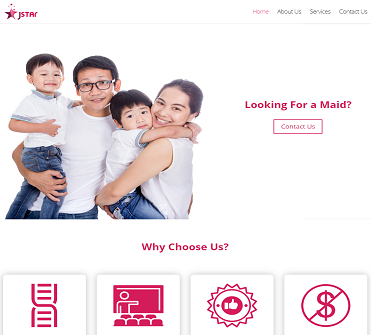 JSTAR
Home About Us Services Contact Us
Looking For a Maid?
Contact Us
Why Choose Us?